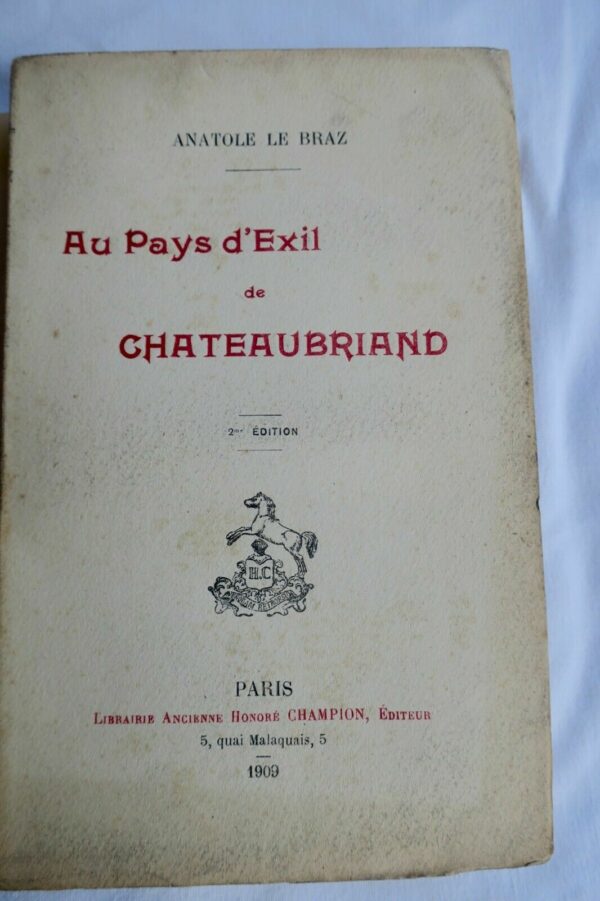 ANATOLE LE BRAZ
Au Pays d'Exil
de
CHATEAUBRIAND
2me ÉDITION
H.C
PARIS
LIBRAIRIE ANCIENNE HONORÉ CHAMPION, ÉDITEUR
5, quai Malaquais, 5
1909